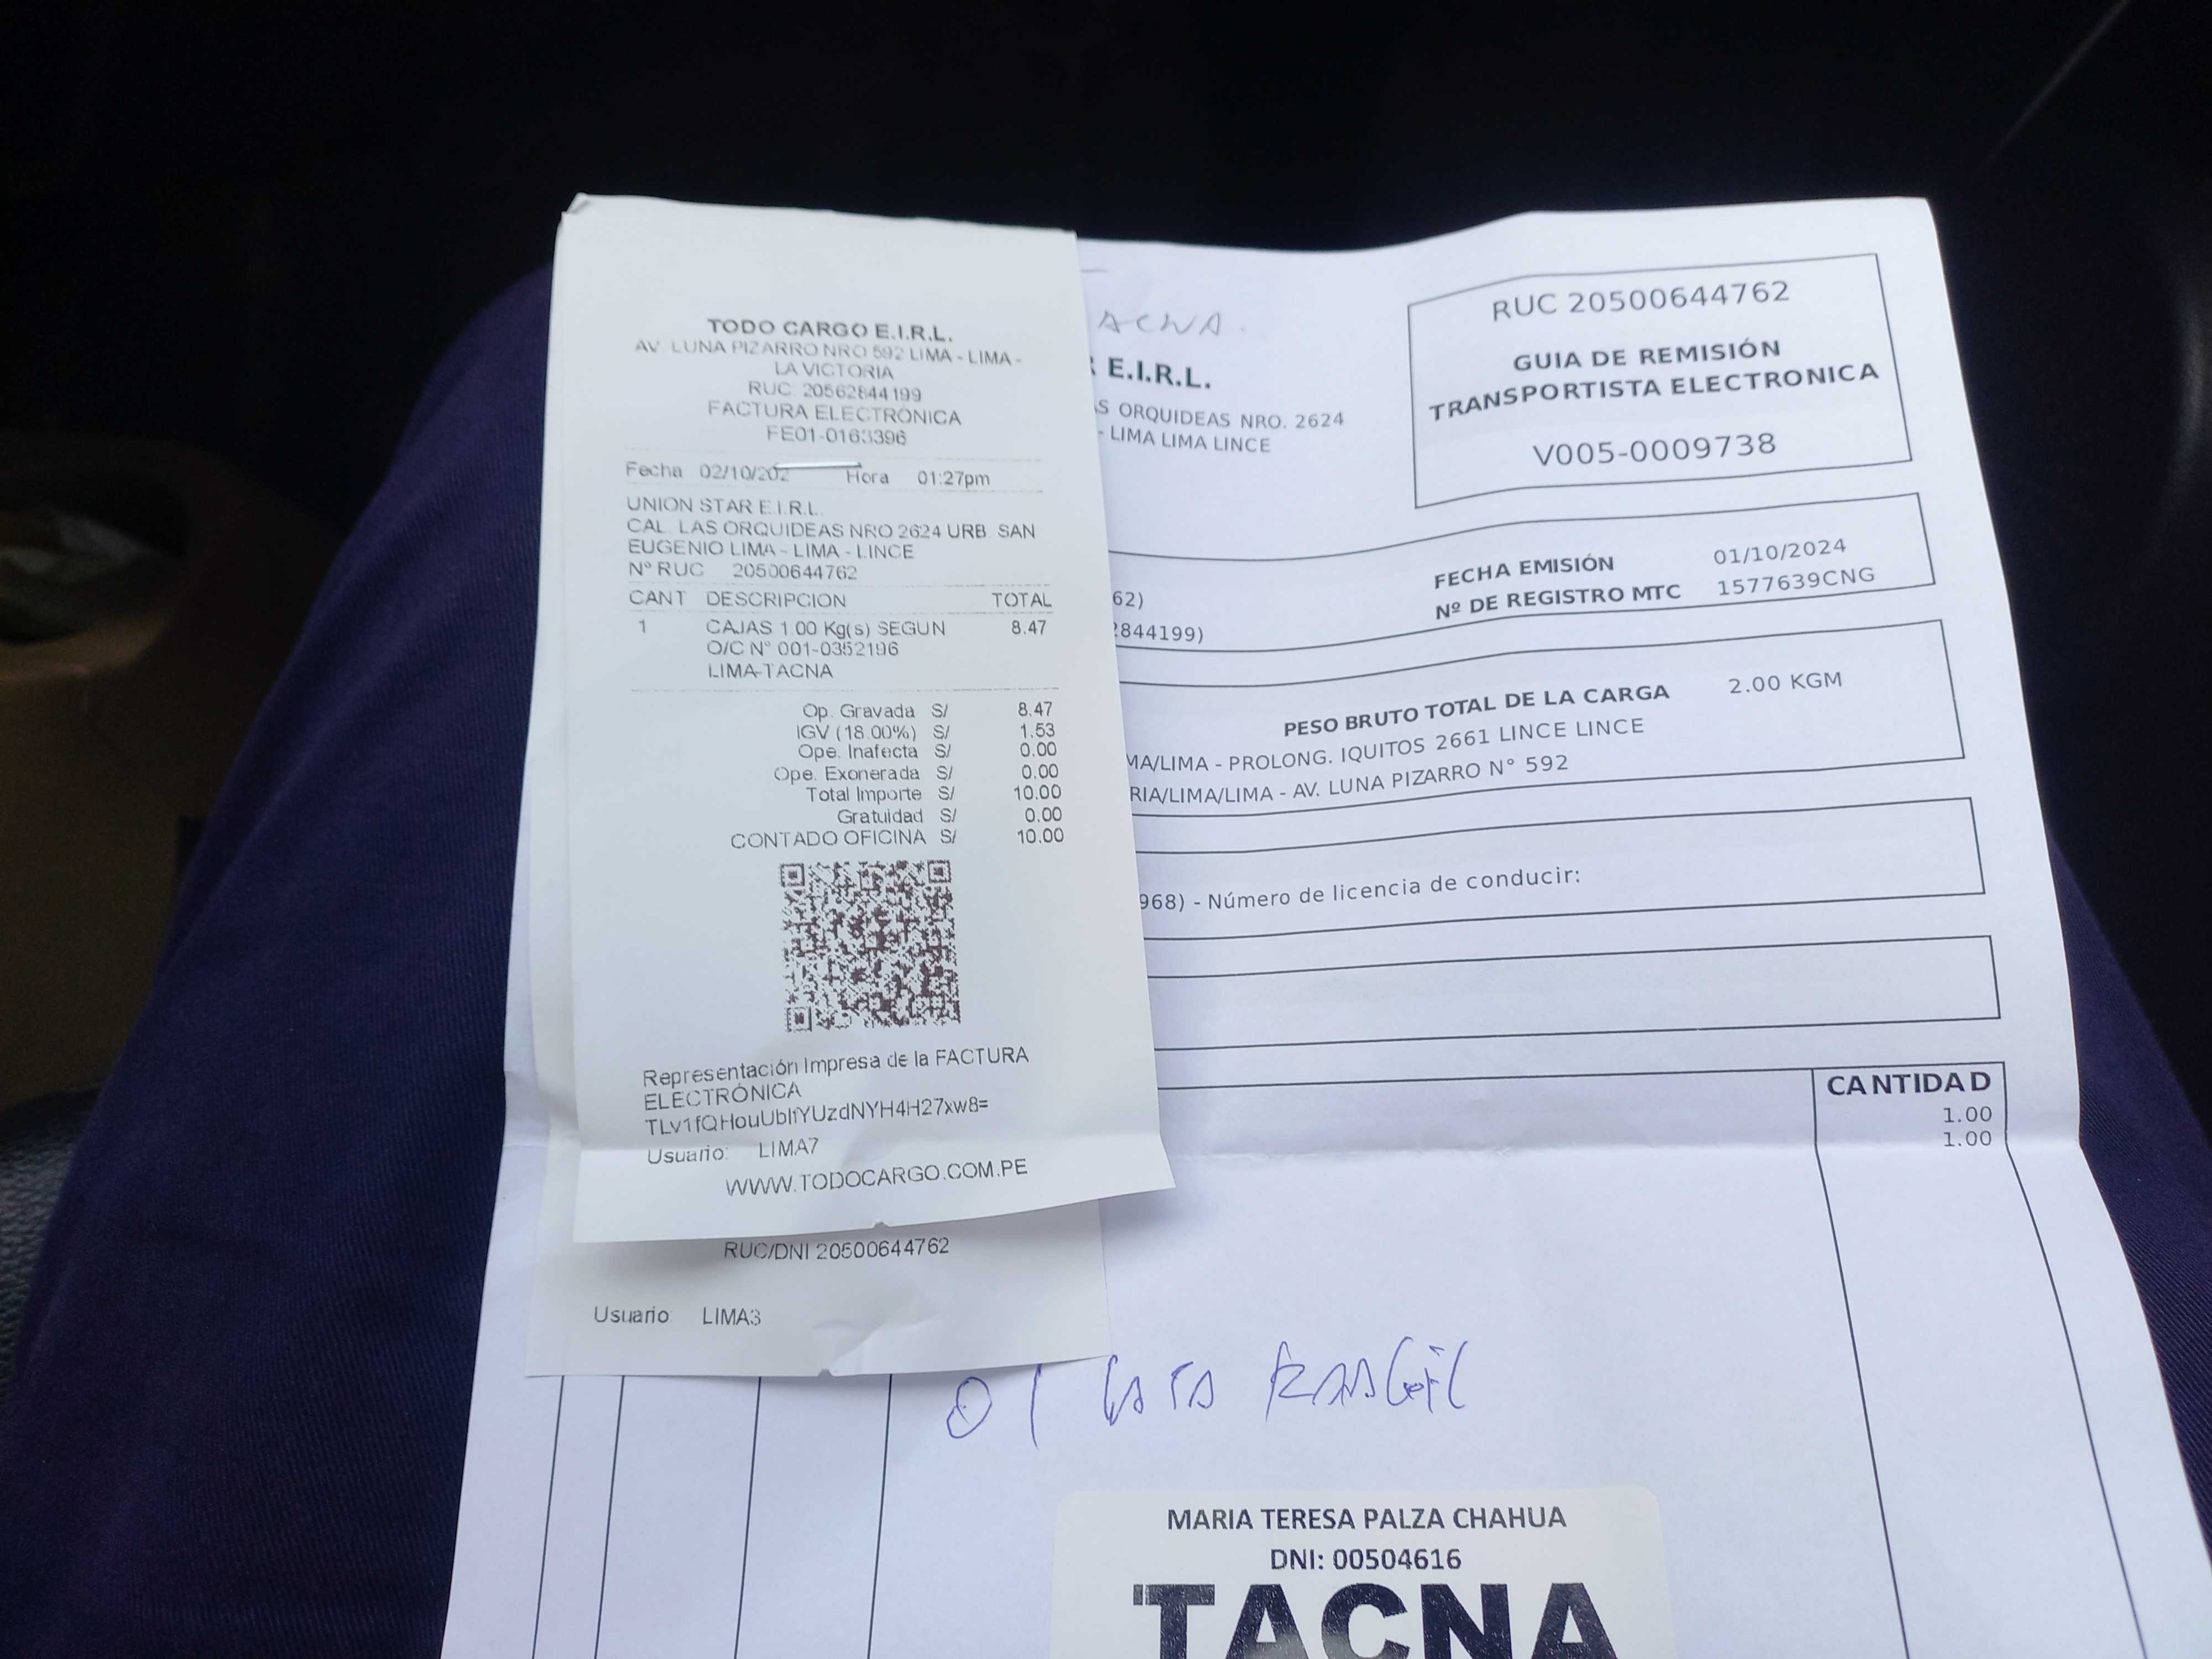 TODO CARGO E.I.R.L.
AV. LUNA PIZARRO NRO 592 LIMA - LIMA -
LA VICTORIA
RUC 20562844199
FACTURA ELECTRÓNICA
FE01-0163396
Fecha 02/10/202 Hora 01:27pm
UNION STAR E.I.R.L.
CAL. LAS ORQUIDEAS NRO 2624 URB SAN
EUGENIO LIMA - LIMA - LINCE
Nº RUC 20500644762
CANT DESCRIPCION TOTAL
1 CAJAS 1.00 Kg(s) SEGUN 8.47
O/C N° 001-0352196
LIMA-TACNA
Op. Gravada S/ 8.47
IGV (18.00%) S/ 1.53
Ope. Inafecta S/ 0.00
Ope. Exonerada S/ 0.00
Total Importe S/ 10.00
Gratuidad S/ 0.00
CONTADO OFICINA S/ 10.00
Representación Impresa de la FACTURA
ELECTRÓNICA
Usuario: LIMA7
WWW.TODOCARGO.COM.PE
RUC/DNI 20500644762
Usuario LIMA3
ACNA.
E.I.R.L.
AS ORQUIDEAS NRO. 2624
- LIMA LIMA LINCE
RUC 20500644762
GUIA DE REMISIÓN
TRANSPORTISTA ELECTRONICA
V005-0009738
FECHA EMISIÓN 01/10/2024
62) Nº DE REGISTRO MTC 1577639CNG
2844199)
PESO BRUTO TOTAL DE LA CARGA 2.00 KGM
MA/LIMA - PROLONG. IQUITOS 2661 LINCE LINCE
RIA/LIMA/LIMA - AV. LUNA PIZARRO N° 592
968) - Número de licencia de conducir:
CANTIDAD
1.00
1.00
01
MARIA TERESA PALZA CHAHUA
DNI: 00504616
TACNA